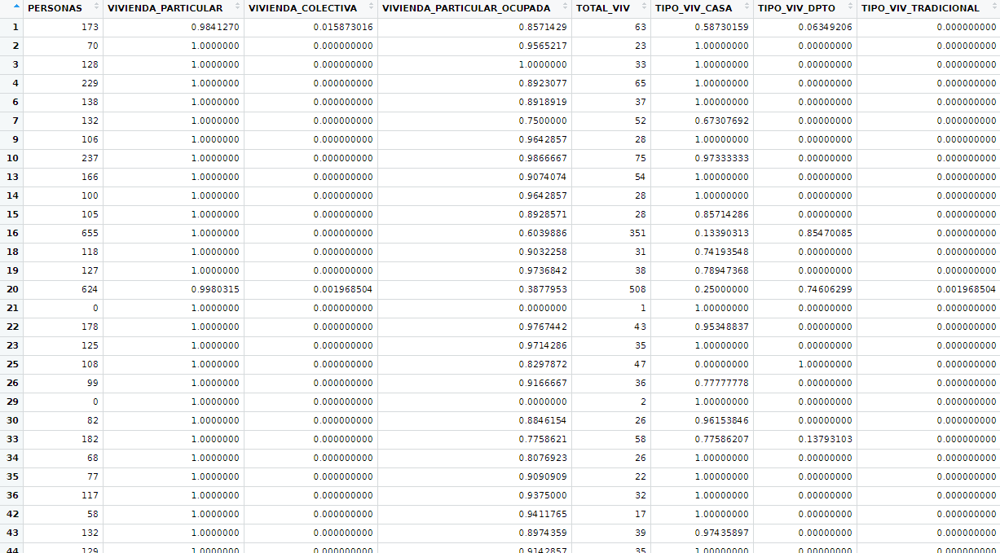 PERSONAS VIVIENDA_PARTICULAR VIVIENDA_COLECTIVA VIVIENDA_PARTICULAR_OCUPADA TOTAL_VIV TIPO_VIV_CASA TIPO_VIV_DPTO TIPO_VIV_TRADICIONAL
1 173 0.9841270 0.015873016 0.8571429 63 0.58730159 0.06349206 0.000000000
2 70 1.0000000 0.000000000 0.9565217 23 1.00000000 0.00000000 0.000000000
3 128 1.0000000 0.000000000 1.0000000 33 1.00000000 0.00000000 0.000000000
4 229 1.0000000 0.000000000 0.8923077 65 1.00000000 0.00000000 0.000000000
6 138 1.0000000 0.000000000 0.8918919 37 1.00000000 0.00000000 0.000000000
7 132 1.0000000 0.000000000 0.7500000 52 0.67307692 0.00000000 0.000000000
9 106 1.0000000 0.000000000 0.9642857 28 1.00000000 0.00000000 0.000000000
10 237 1.0000000 0.000000000 0.9866667 75 0.97333333 0.00000000 0.000000000
13 166 1.0000000 0.000000000 0.9074074 54 1.00000000 0.00000000 0.000000000
14 100 1.0000000 0.000000000 0.9642857 28 1.00000000 0.00000000 0.000000000
15 105 1.0000000 0.000000000 0.8928571 28 0.85714286 0.00000000 0.000000000
16 655 1.0000000 0.000000000 0.6039886 351 0.13390313 0.85470085 0.000000000
18 118 1.0000000 0.000000000 0.9032258 31 0.74193548 0.00000000 0.000000000
19 127 1.0000000 0.000000000 0.9736842 38 0.78947368 0.00000000 0.000000000
20 624 0.9980315 0.001968504 0.3877953 508 0.25000000 0.74606299 0.001968504
21 0 1.0000000 0.000000000 0.0000000 1 1.00000000 0.00000000 0.000000000
22 178 1.0000000 0.000000000 0.9767442 43 0.95348837 0.00000000 0.000000000
23 125 1.0000000 0.000000000 0.9714286 35 1.00000000 0.00000000 0.000000000
25 108 1.0000000 0.000000000 0.8297872 47 0.00000000 1.00000000 0.000000000
26 99 1.0000000 0.000000000 0.9166667 36 0.77777778 0.00000000 0.000000000
29 0 1.0000000 0.000000000 0.0000000 2 1.00000000 0.00000000 0.000000000
30 82 1.0000000 0.000000000 0.8846154 26 0.96153846 0.00000000 0.000000000
33 182 1.0000000 0.000000000 0.7758621 58 0.77586207 0.13793103 0.000000000
34 68 1.0000000 0.000000000 0.8076923 26 1.00000000 0.00000000 0.000000000
35 77 1.0000000 0.000000000 0.9090909 22 1.00000000 0.00000000 0.000000000
36 117 1.0000000 0.000000000 0.9375000 32 1.00000000 0.00000000 0.000000000
42 58 1.0000000 0.000000000 0.9411765 17 1.00000000 0.00000000 0.000000000
43 132 1.0000000 0.000000000 0.8974359 39 0.97435897 0.00000000 0.000000000
44 129 1.0000000 0.000000000 0.9142857 35 1.00000000 0.00000000 0.000000000